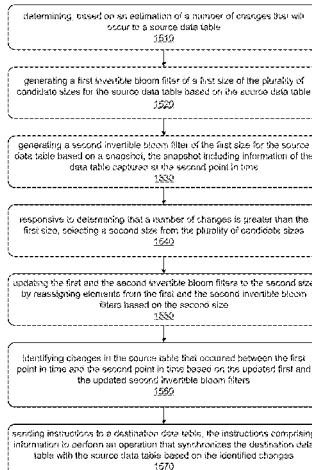 determining, based on an estimation of a number of changes that will
occur to a source data table
1510
generating a first invertible bloom filter of a first size of the plurality of
candidate sizes for the source data table based on the source data table
1520
generating a second invertible bloom filter of the first size for the source
data table based on a snapshot, the snapshot including information of the
data table captured at the second point in time
1530
responsive to determining that a number of changes is greater than the
first size, selecting a second size from the plurality of candidate sizes
1540
updating the first and the second invertible bloom filters to the second size
by reassigning elements from the first and the second invertible bloom
filters based on the second size
1550
identifying changes in the source table that occurred between the first
point in time and the second point in time based on the updated first and
the updated second invertible bloom filters
1560
sending instructions to a destination data table, the instructions comprising
information to perform an operation that synchronizes the destination data
table with the source data table based on the identified changes
1570